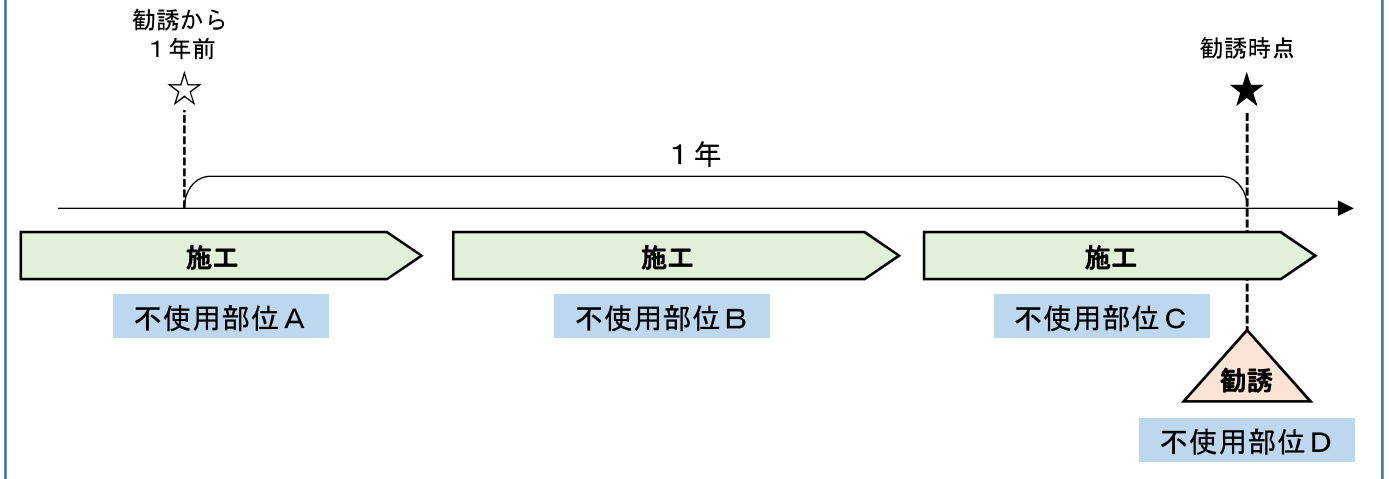 勧誘から
１年前
勧誘時点
☆
★
１年
施工
施工
施工
不使用部位Ａ
不使用部位Ｂ
不使用部位Ｃ
勧誘
不使用部位Ｄ